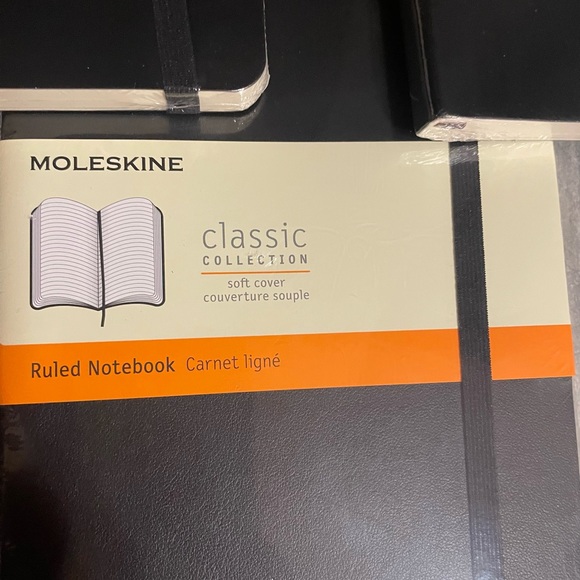 MOLESKINE
classic
COLLECTION
soft cover
couverture souple
Ruled Notebook Carnet ligné